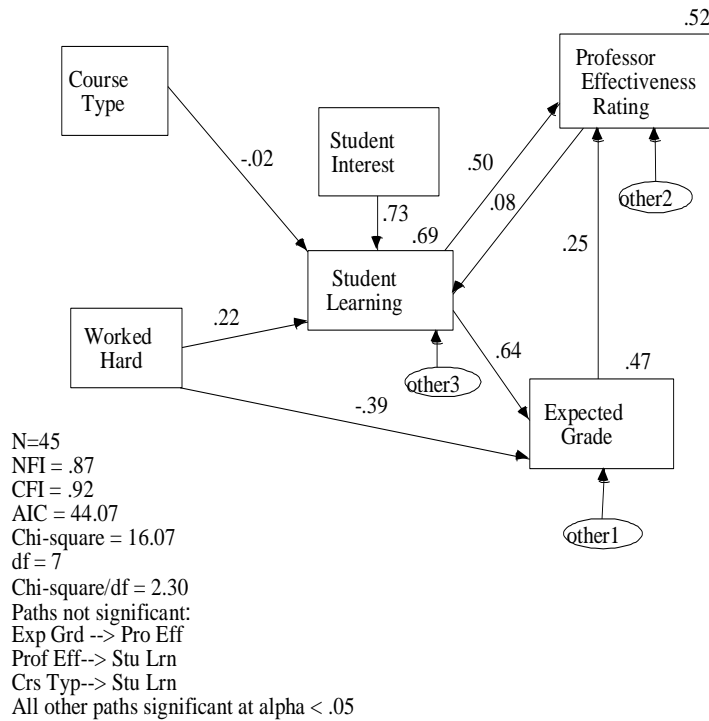 .52
Course
Type
Professor
Effectiveness
Rating
Student
Interest
-.02
.50
.08
other2
.73
.69
.25
Student
Learning
Worked
Hard
.22
.64
.47
other3
-.39
Expected
Grade
other1
N=45
NFI = .87
CFI = .92
AIC = 44.07
Chi-square = 16.07
df = 7
Chi-square/df = 2.30
Paths not significant:
Exp Grd --> Pro Eff
Prof Eff--> Stu Lrn
Crs Typ--> Stu Lrn
All other paths significant at alpha < .05